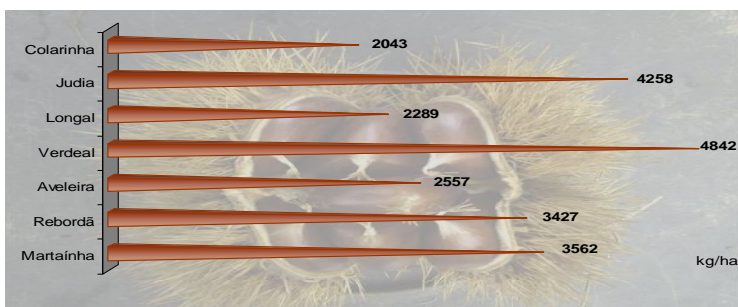 Colarinha 2043
Judia 4258
Longal 2289
Verdeal 4842
Aveleira 2557
Rebordã 3427
Martaínha 3562
kg/ha